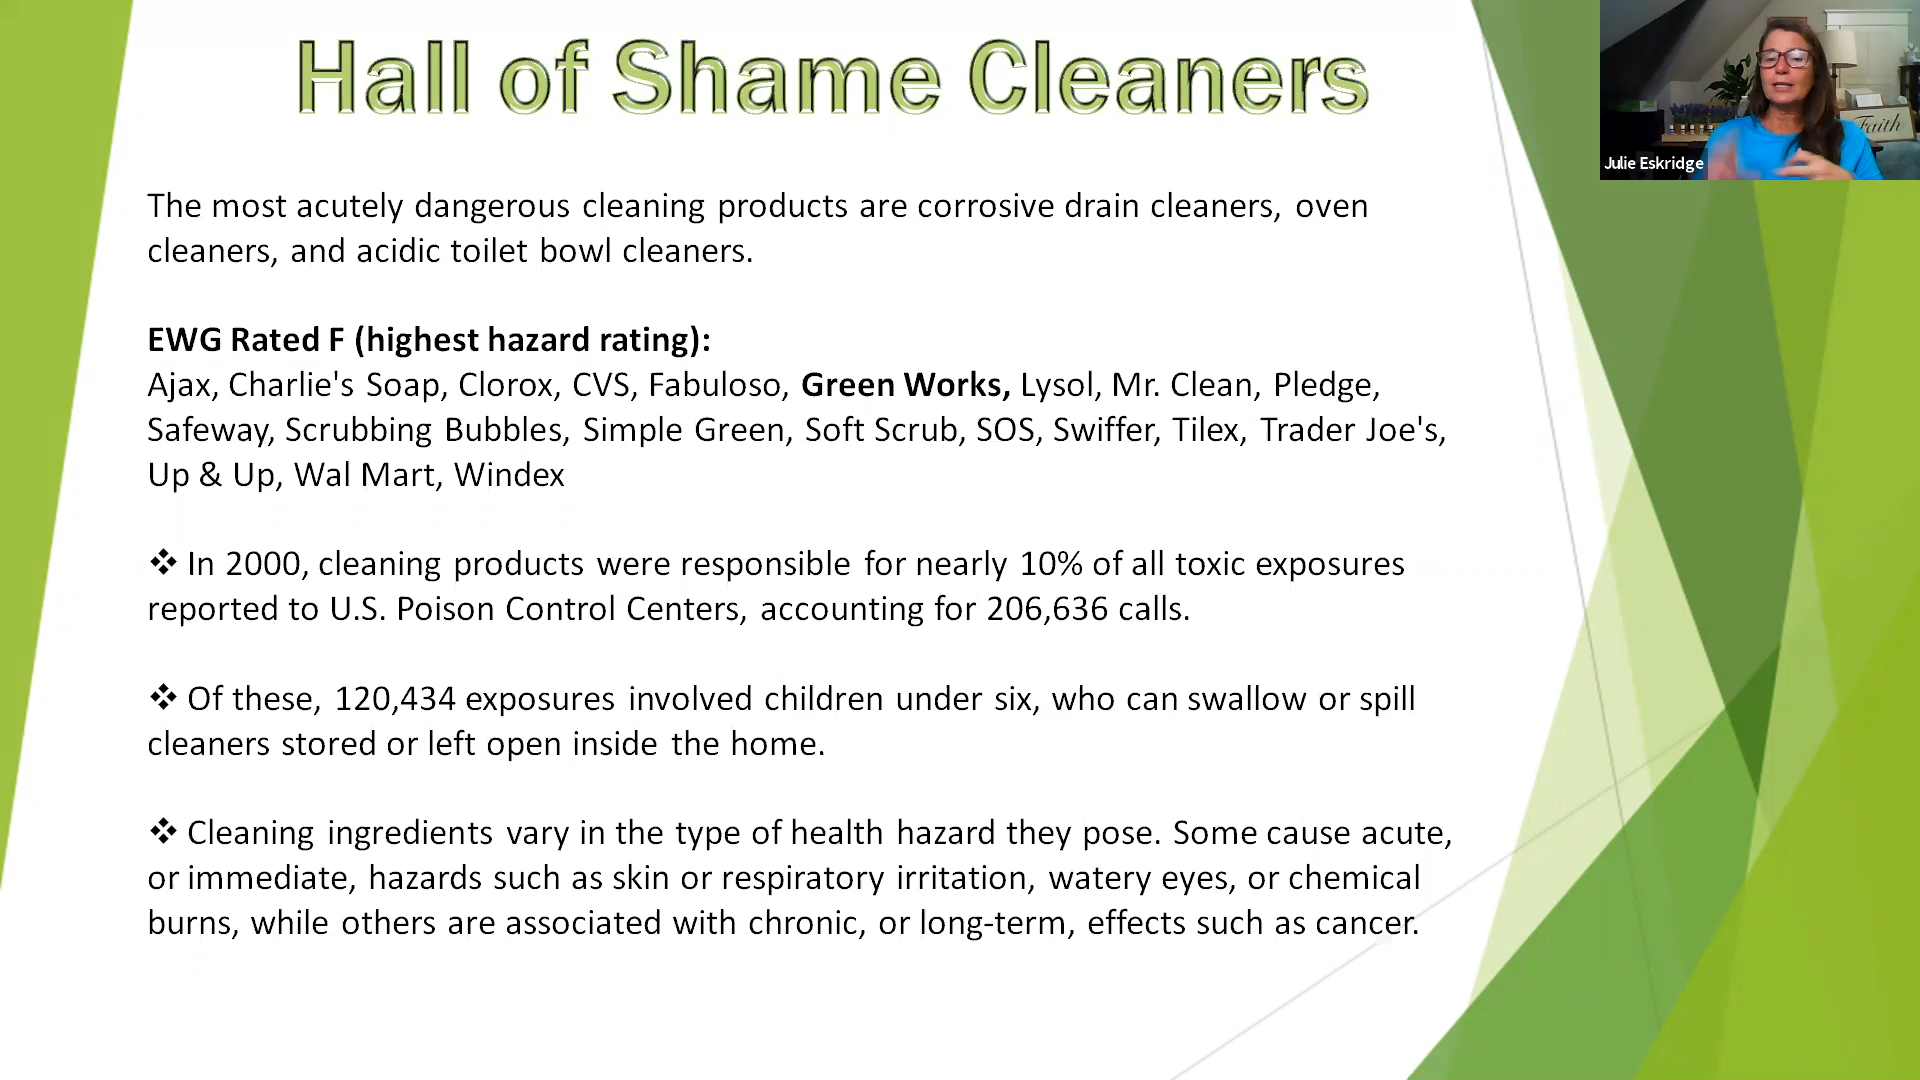 Hall of Shame Cleaners
Faith
Julie Eskridge
The most acutely dangerous cleaning products are corrosive drain cleaners, oven
cleaners, and acidic toilet bowl cleaners.
EWG Rated F (highest hazard rating):
Ajax, Charlie's Soap, Clorox, CVS, Fabuloso, Green Works, Lysol, Mr. Clean, Pledge,
Safeway, Scrubbing Bubbles, Simple Green, Soft Scrub, SOS, Swiffer, Tilex, Trader Joe's,
Up & Up, Wal Mart, Windex
❖ In 2000, cleaning products were responsible for nearly 10% of all toxic exposures
reported to U.S. Poison Control Centers, accounting for 206,636 calls.
❖ Of these, 120,434 exposures involved children under six, who can swallow or spill
cleaners stored or left open inside the home.
❖ Cleaning ingredients vary in the type of health hazard they pose. Some cause acute,
or immediate, hazards such as skin or respiratory irritation, watery eyes, or chemical
burns, while others are associated with chronic, or long-term, effects such as cancer.